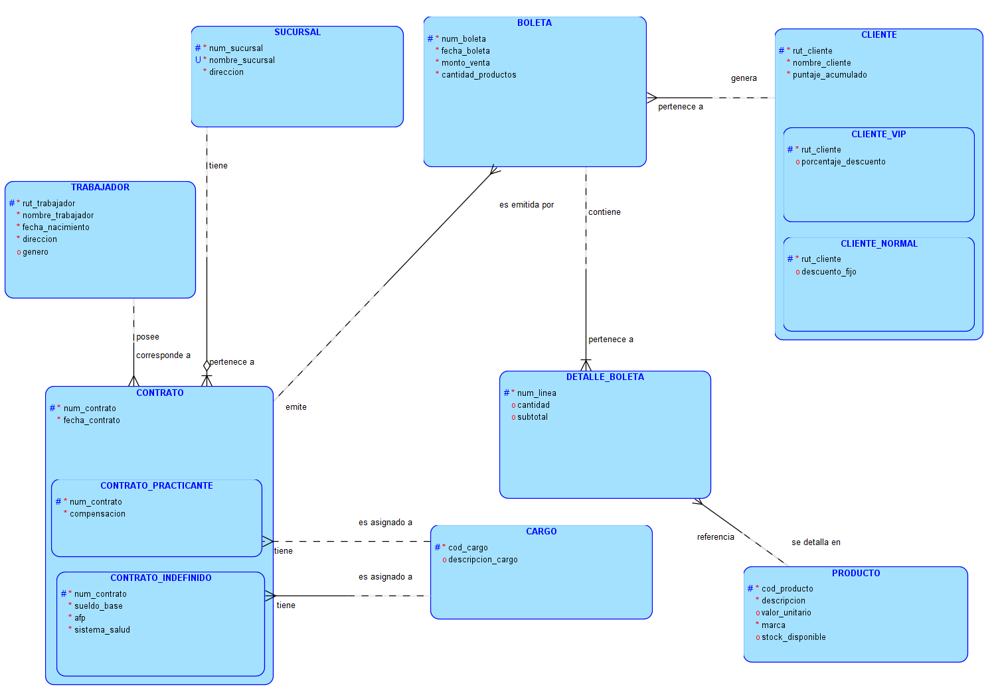 SUCURSAL
# * num_sucursal
U * nombre_sucursal
* direccion
BOLETA
# * num_boleta
* fecha_boleta
* monto_venta
* cantidad_productos
CLIENTE
# * rut_cliente
* nombre_cliente
* puntaje_acumulado
genera
pertenece a
CLIENTE_VIP
# * rut_cliente
o porcentaje_descuento
CLIENTE_NORMAL
# * rut_cliente
o descuento_fijo
tiene
TRABAJADOR
# * rut_trabajador
* nombre_trabajador
* fecha_nacimiento
* direccion
o genero
es emitida por
contiene
posee
corresponde a
pertenece a
pertenece a
emite
CONTRATO
# * num_contrato
* fecha_contrato
CONTRATO_PRACTICANTE
# * num_contrato
* compensacion
CONTRATO_INDEFINIDO
# * num_contrato
* sueldo_base
* afp
* sistema_salud
DETALLE_BOLETA
# * num_linea
o cantidad
o subtotal
es asignado a
tiene
es asignado a
tiene
CARGO
# * cod_cargo
o descripcion_cargo
referencia
se detalla en
PRODUCTO
# * cod_producto
* descripcion
o valor_unitario
* marca
o stock_disponible